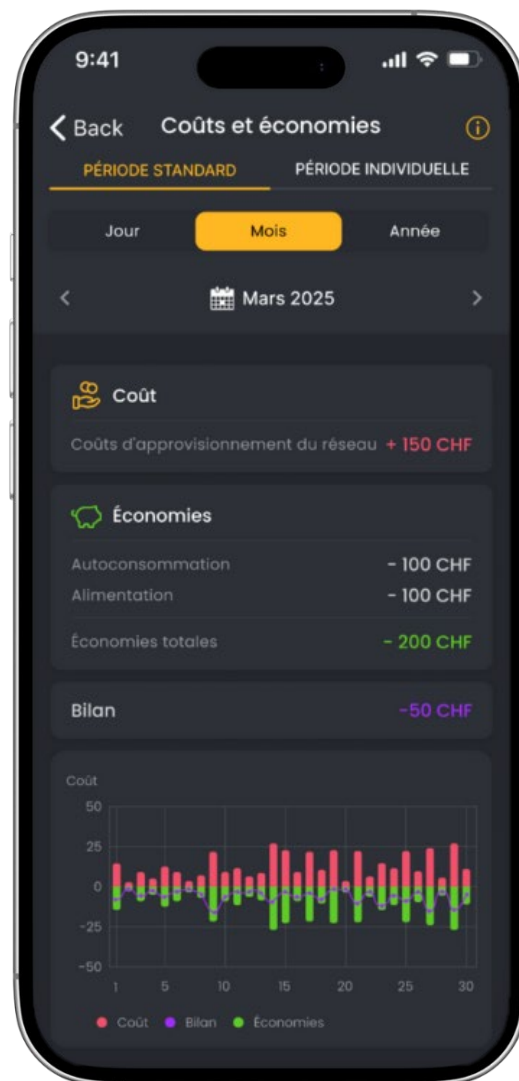 9:41
Back Coûts et économies
PÉRIODE STANDARD PÉRIODE INDIVIDUELLE
Jour Mois Année
Mars 2025
Coût
Coûts d'approvisionnement du réseau + 150 CHF
Économies
Autoconsommation - 100 CHF
Alimentation - 100 CHF
Économies totales - 200 CHF
Bilan -50 CHF
Coût
50
25
0
-25
-50
1 5 10 15 20 25 30
Coût Bilan Économies